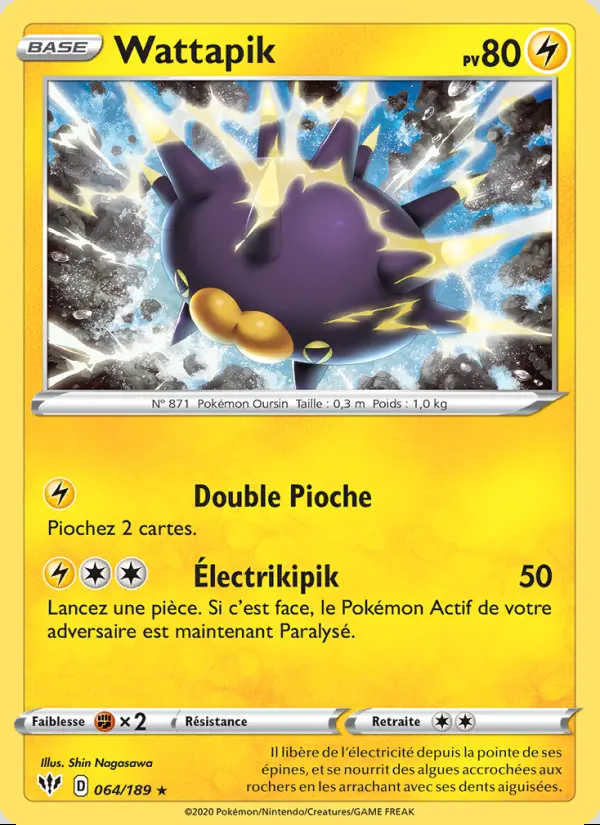 BASE Wattapik PV 80
N° 871 Pokémon Oursin Taille : 0,3 m Poids : 1,0 kg
Double Pioche
Piochez 2 cartes.
Électrikipik 50
Lancez une pièce. Si c'est face, le Pokémon Actif de votre
adversaire est maintenant Paralysé.
Faiblesse ×2 Résistance Retraite
Illus. Shin Nagasawa
Il libère de l'électricité depuis la pointe de ses
épines, et se nourrit des algues accrochées aux
rochers en les arrachant avec ses dents aiguisées.
D 064/189 ★
©2020 Pokémon/Nintendo/Creatures/GAME FREAK